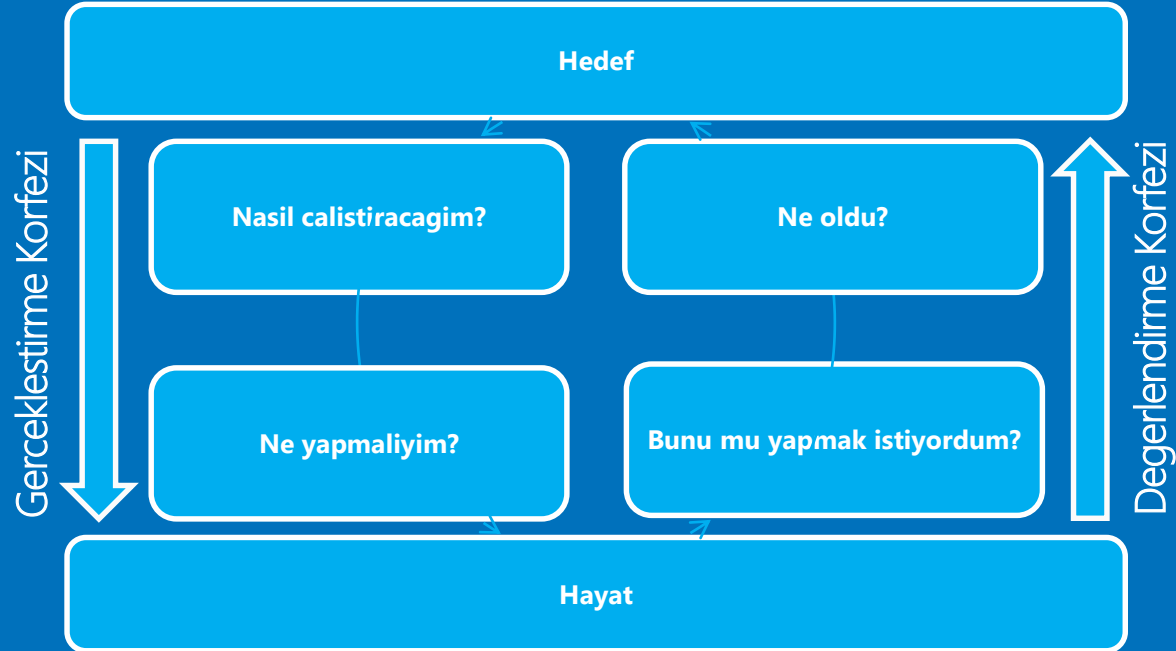 Hedef
Gerceklestirme Korfezi
Nasil calistiracagim?
Ne oldu?
Degerlendirme Korfezi
Ne yapmaliyim?
Bunu mu yapmak istiyordum?
Hayat